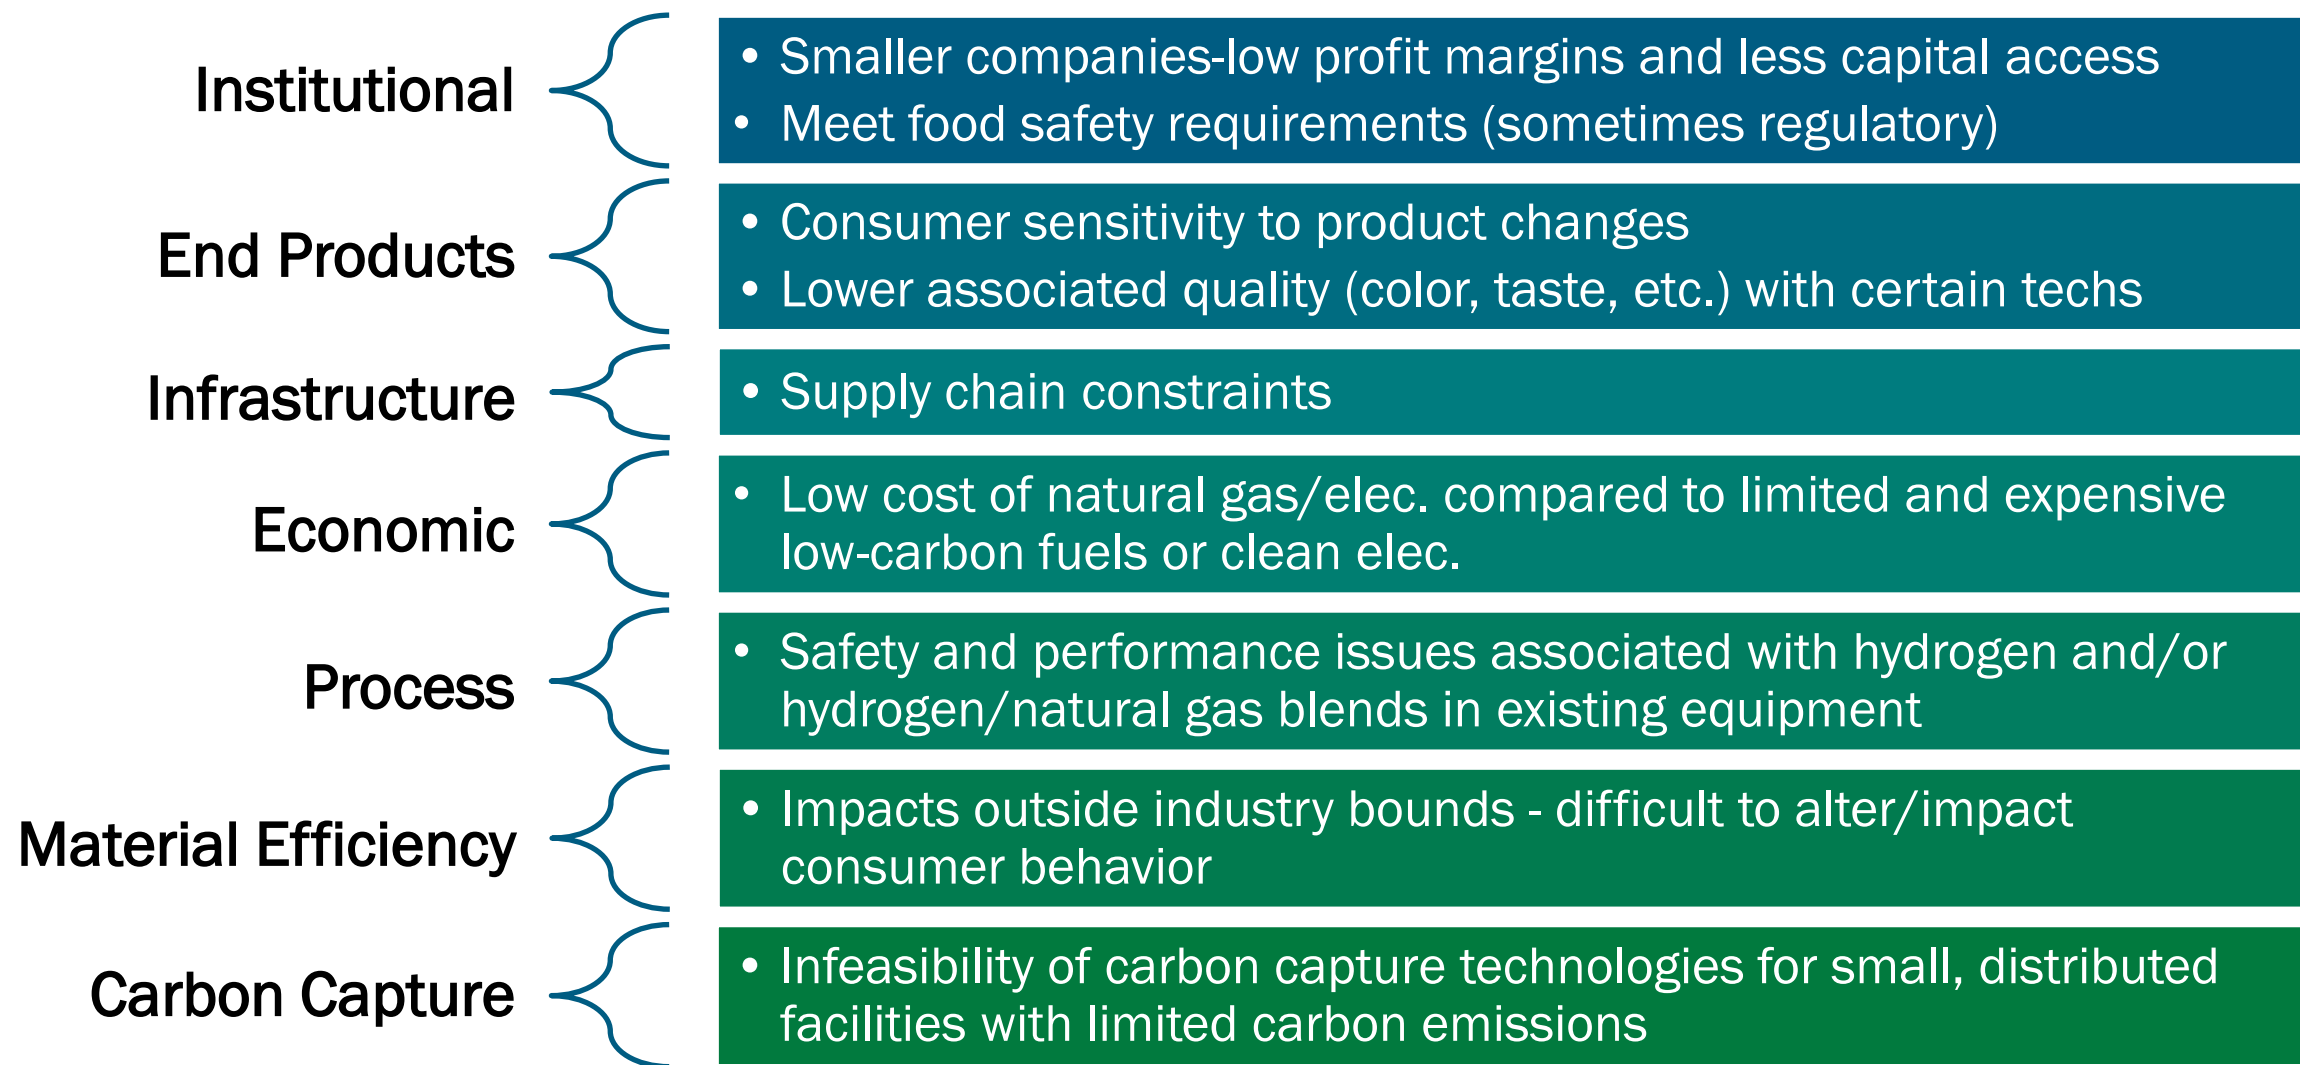 Institutional
• Smaller companies-low profit margins and less capital access
• Meet food safety requirements (sometimes regulatory)
End Products
• Consumer sensitivity to product changes
• Lower associated quality (color, taste, etc.) with certain techs
Infrastructure
• Supply chain constraints
Economic
• Low cost of natural gas/elec. compared to limited and expensive
low-carbon fuels or clean elec.
Process
• Safety and performance issues associated with hydrogen and/or
hydrogen/natural gas blends in existing equipment
Material Efficiency
• Impacts outside industry bounds - difficult to alter/impact
consumer behavior
Carbon Capture
• Infeasibility of carbon capture technologies for small, distributed
facilities with limited carbon emissions